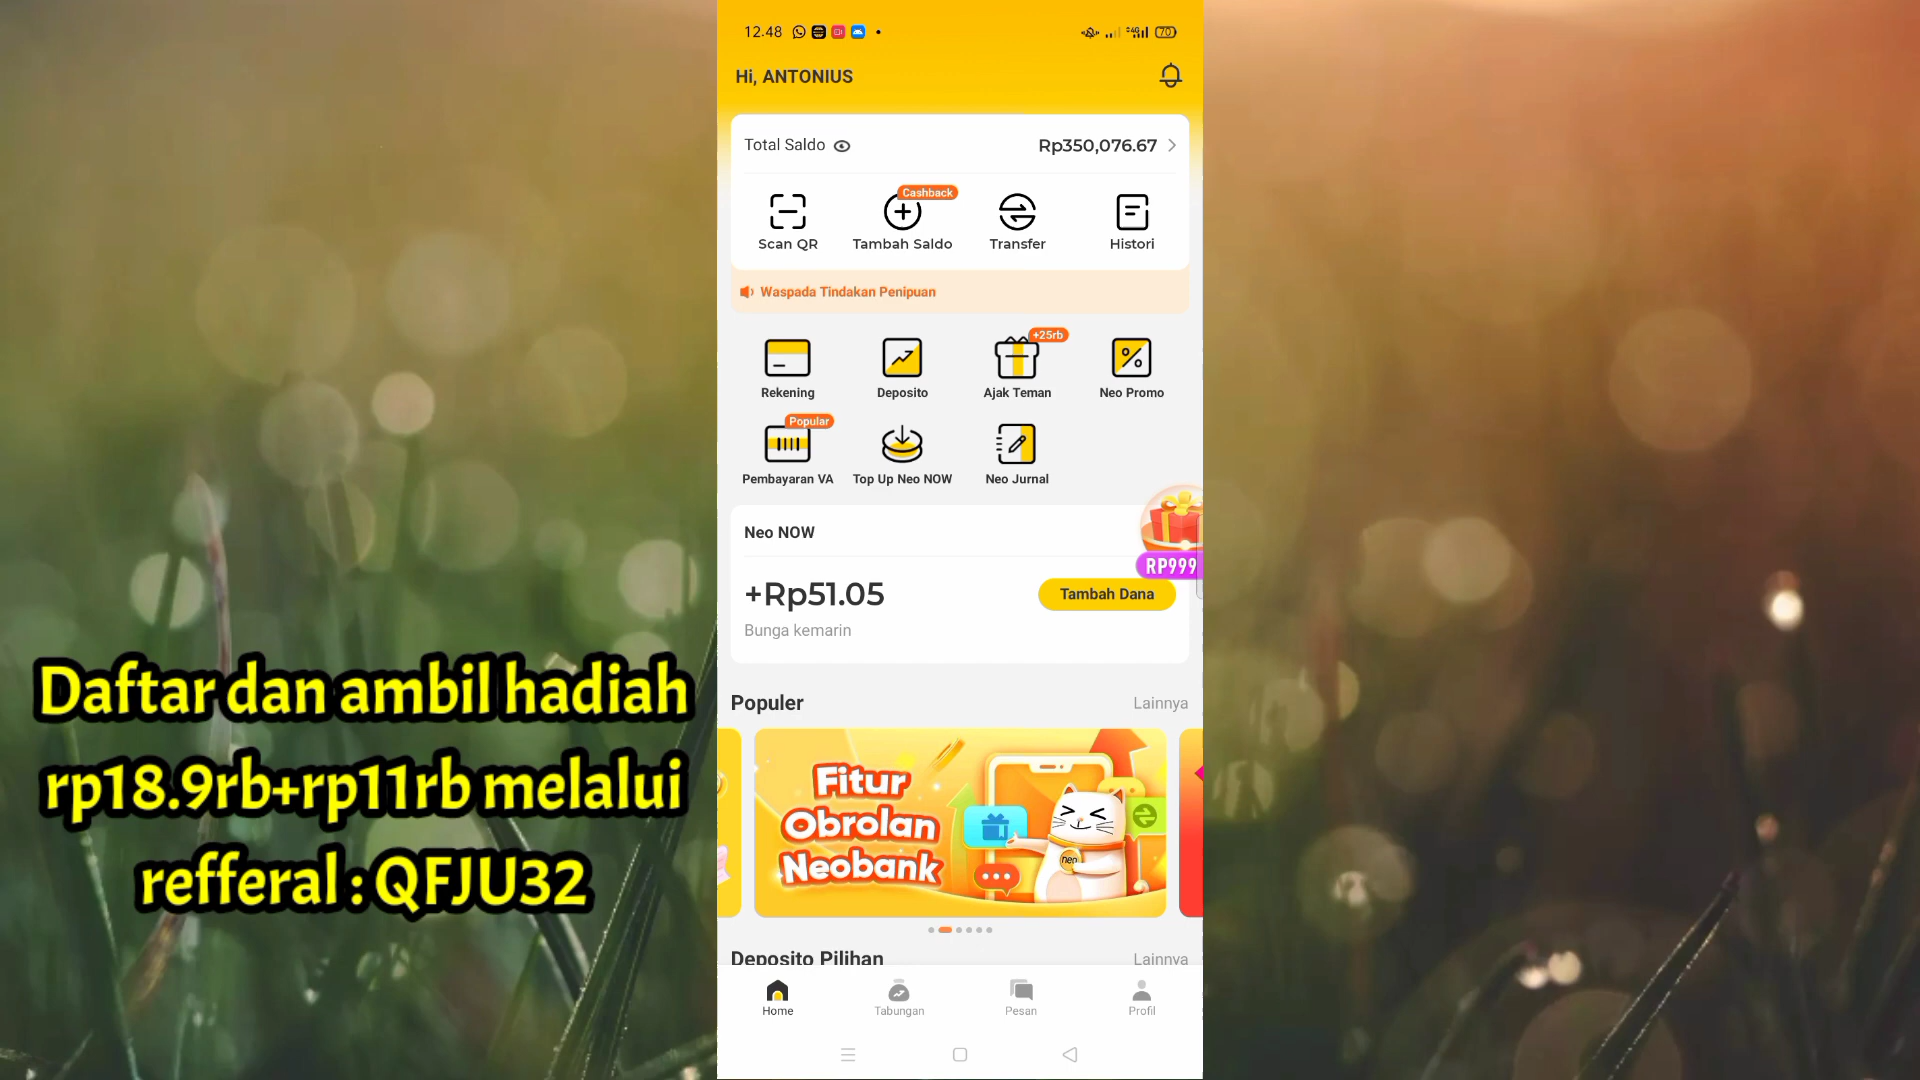 12.48
70
Hi, ANTONIUS
Total Saldo
Rp350,076.67
Cashback
Scan QR
Tambah Saldo
Transfer
Histori
Waspada Tindakan Penipuan
+25rb
Rekening
Deposito
Ajak Teman
Neo Promo
Popular
Pembayaran VA
Top Up Neo NOW
Neo Jurnal
Neo NOW
RP999
+Rp51.05
Tambah Dana
Bunga kemarin
Populer
Lainnya
Fitur
Obrolan
Neobank
neo
Deposito Pilihan
Lainnya
Home
Tabungan
Pesan
Profil
Daftar dan ambil hadiah
rp18.9rb+rp11rb melalui
refferal : QFJU32